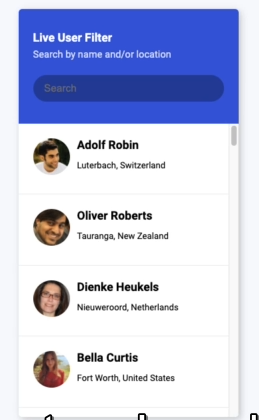 Live User Filter
Search by name and/or location
Search
Adolf Robin
Luterbach, Switzerland
Oliver Roberts
Tauranga, New Zealand
Dienke Heukels
Nieuweroord, Netherlands
Bella Curtis
Fort Worth, United States